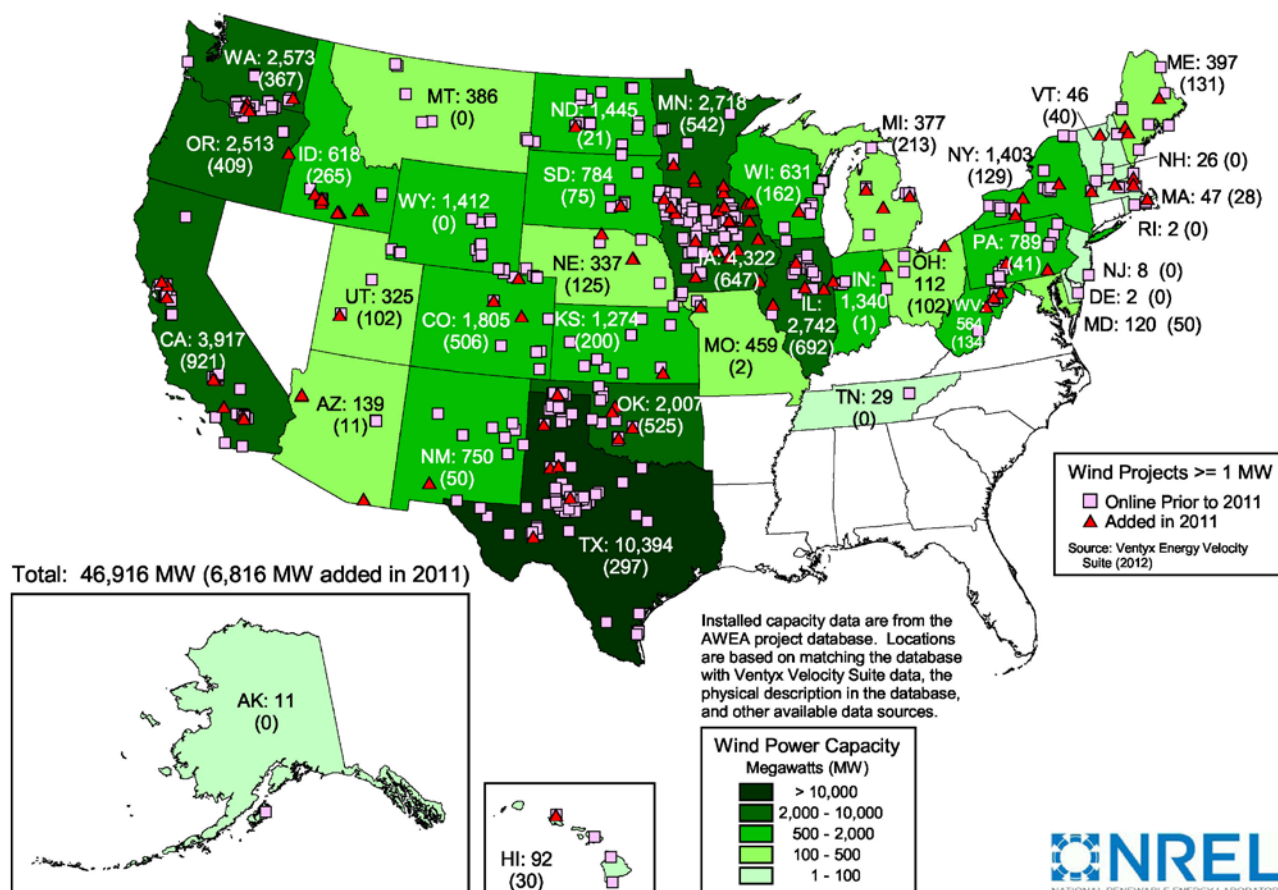 WA: 2,573
(367)
MT: 386
(0)
ND: 1,445
(21)
MN: 2,718
(542)
ME: 397
(131)
VT: 46
(40)
MI: 377
(213)
OR: 2,513
(409)
ID: 618
(265)
SD: 784
(75)
WI: 631
(162)
NY: 1,403
(129)
NH: 26 (0)
WY: 1,412
(0)
MA: 47 (28)
RI: 2 (0)
NE: 337
(125)
IA: 4,322
(647)
PA: 789
(41)
NJ: 8 (0)
DE: 2 (0)
MD: 120 (50)
UT: 325
(102)
CO: 1,805
(506)
KS: 1,274
(200)
IL:
2,742
(692)
IN:
1,340
(1)
OH:
112
(102)
WV:
564
(134)
CA: 3,917
(921)
MO: 459
(2)
AZ: 139
(11)
NM: 750
(50)
OK: 2,007
(525)
TN: 29
(0)
TX: 10,394
(297)
Wind Projects >= 1 MW
Online Prior to 2011
Added in 2011
Source: Ventyx Energy Velocity
Suite (2012)
Total: 46,916 MW (6,816 MW added in 2011)
AK: 11
(0)
HI: 92
(30)
Installed capacity data are from the
AWEA project database. Locations
are based on matching the database
with Ventyx Velocity Suite data, the
physical description in the database,
and other available data sources.
Wind Power Capacity
Megawatts (MW)
> 10,000
2,000 - 10,000
500 - 2,000
100 - 500
1 - 100
NREL
NATIONAL RENEWABLE ENERGY LABORATORY